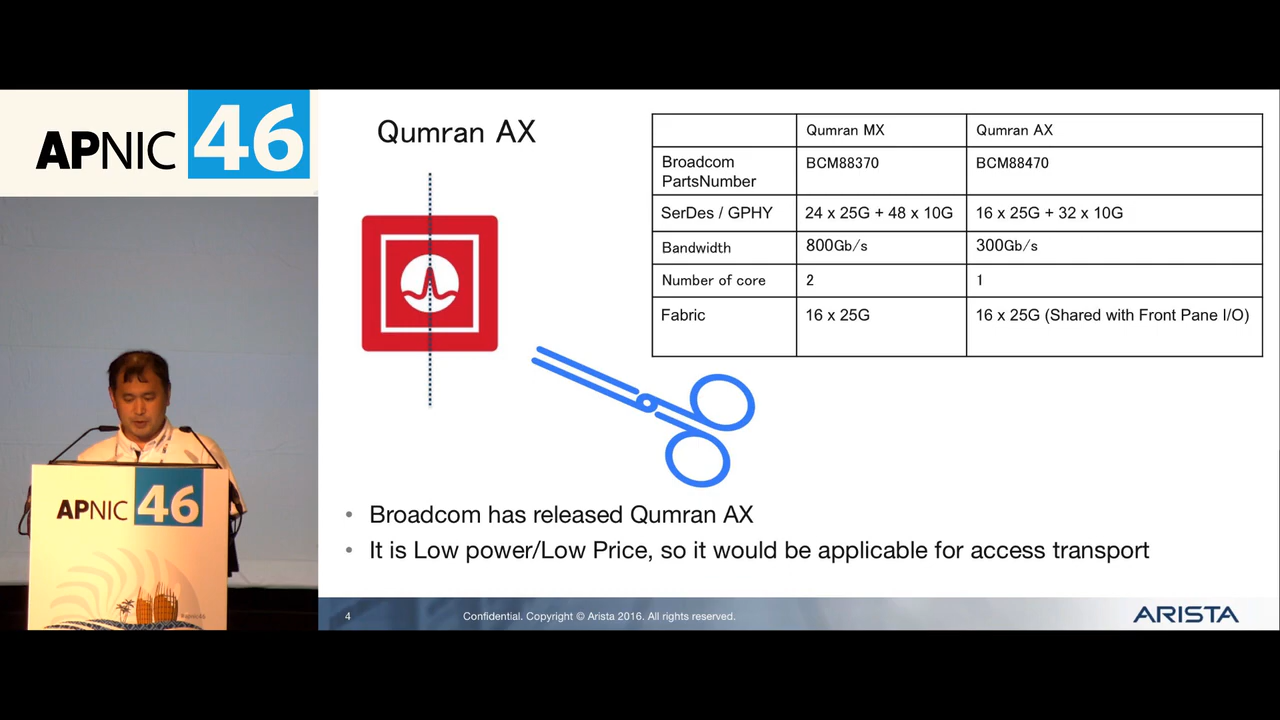 APNIC 46
Qumran AX
Qumran MX Qumran AX
Broadcom PartsNumber BCM88370 BCM88470
SerDes / GPHY 24 x 25G + 48 x 10G 16 x 25G + 32 x 10G
Bandwidth 800Gb/s 300Gb/s
Number of core 2 1
Fabric 16 x 25G 16 x 25G (Shared with Front Pane I/O)
• Broadcom has released Qumran AX
• It is Low power/Low Price, so it would be applicable for access transport
4 Confidential. Copyright © Arista 2016. All rights reserved. ARISTA
APNIC 46
#apnic46